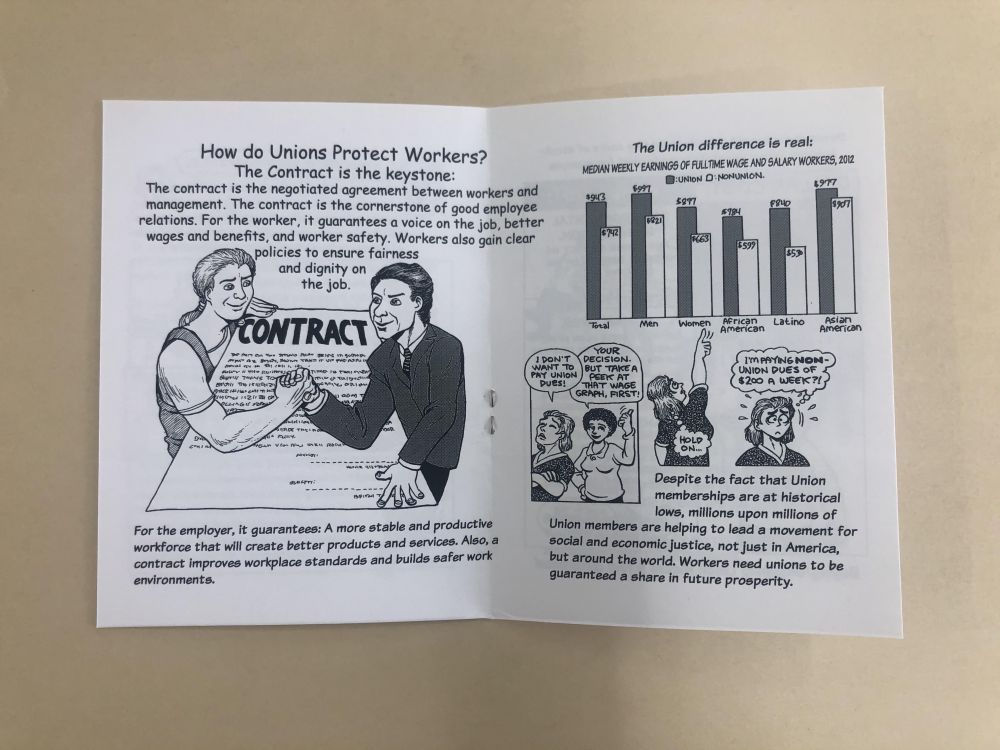 How do Unions Protect Workers?
The Contract is the keystone:
The contract is the negotiated agreement between workers and
management. The contract is the cornerstone of good employee
relations. For the worker, it guarantees a voice on the job, better
wages and benefits, and worker safety. Workers also gain clear
policies to ensure fairness
and dignity on
the job.
CONTRACT
For the employer, it guarantees: A more stable and productive
workforce that will create better products and services. Also, a
contract improves workplace standards and builds safer work
environments.
The Union difference is real:
MEDIAN WEEKLY EARNINGS OF FULLTIME WAGE AND SALARY WORKERS, 2012
:UNION :NONUNION.
$943 $742
$997 $821
$877 $663
$784 $599
$840
$977 $907
Total Men Women African American Latino Asian American
I DON'T
WANT TO
PAY UNION
DUES!
YOUR
DECISION.
BUT TAKE A
PEEK AT
THAT WAGE
GRAPH, FIRST!
HOLD
ON...
I'M PAYING NON-
UNION DUES OF
$200 A WEEK?!
Despite the fact that Union
memberships are at historical
lows, millions upon millions of
Union members are helping to lead a movement for
social and economic justice, not just in America,
but around the world. Workers need unions to be
guaranteed a share in future prosperity.